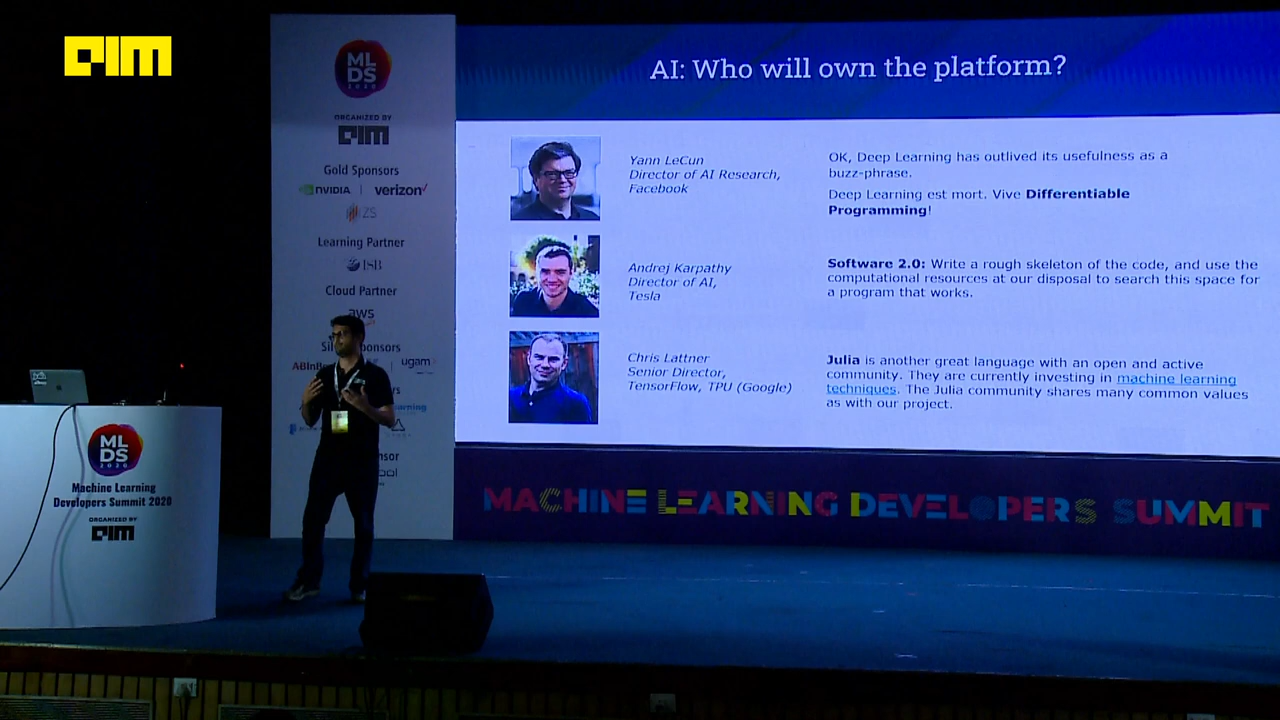 AIM
ML
DS
2020
ORGANIZED BY
AIM
Gold Sponsors
NVIDIA | verizon
ZS
Learning Partner
ISB
Cloud Partner
aws
ugam
AI: Who will own the platform?
Yann LeCun
Director of AI Research,
Facebook
OK, Deep Learning has outlived its usefulness as a
buzz-phrase.
Deep Learning est mort. Vive Differentiable
Programming!
Andrej Karpathy
Director of AI,
Tesla
Software 2.0: Write a rough skeleton of the code, and use the
computational resources at our disposal to search this space for
a program that works.
Chris Lattner
Senior Director,
TensorFlow, TPU (Google)
Julia is another great language with an open and active
community. They are currently investing in machine learning
techniques. The Julia community shares many common values
as with our project.
MACHINE LEARNING DEVELOPERS SUMMIT
ML
DS
2020
Machine Learning
Developers Summit 2020
ORGANIZED BY
AIM